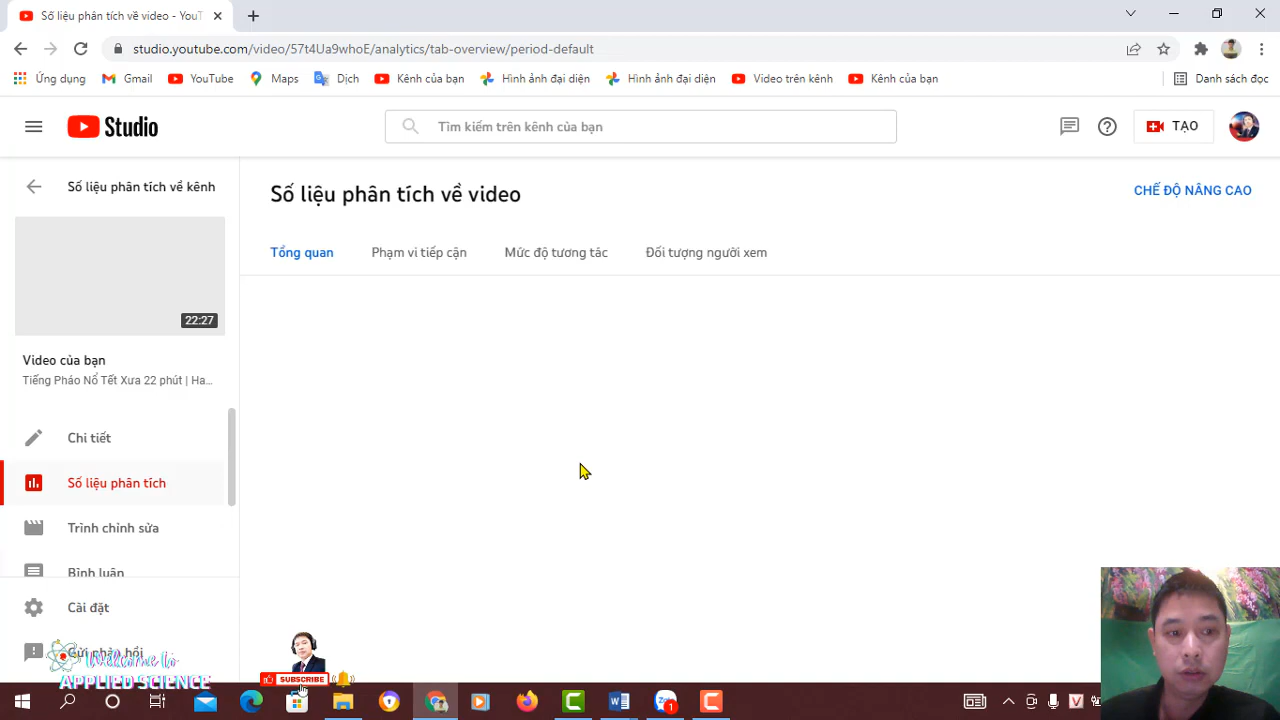 Số liệu phân tích về video - YouT
studio.youtube.com/video/57t4Ua9whoE/analytics/tab-overview/period-default
Ứng dụng
Gmail
YouTube
Maps
Dịch
Kênh của bạn
Hình ảnh đại diện
Hình ảnh đại diện
Video trên kênh
Kênh của bạn
Danh sách đọc
Studio
Tìm kiếm trên kênh của bạn
TẠO
Số liệu phân tích về kênh
22:27
Video của bạn
Tiếng Pháo Nổ Tết Xưa 22 phút | Ha...
Chi tiết
Số liệu phân tích
Trình chỉnh sửa
Bình luận
Cài đặt
Gửi phản hồi
Số liệu phân tích về video
CHẾ ĐỘ NÂNG CAO
Tổng quan
Phạm vi tiếp cận
Mức độ tương tác
Đối tượng người xem
Welcome to
APPLIED SCIENCE
SUBSCRIBE
Zalo
1
V